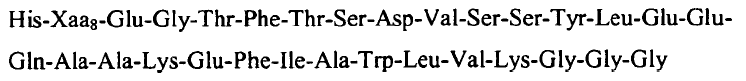 His-Xaa₈-Glu-Gly-Thr-Phe-Thr-Ser-Asp-Val-Ser-Ser-Tyr-Leu-Glu-Glu-
Gln-Ala-Ala-Lys-Glu-Phe-Ile-Ala-Trp-Leu-Val-Lys-Gly-Gly-Gly